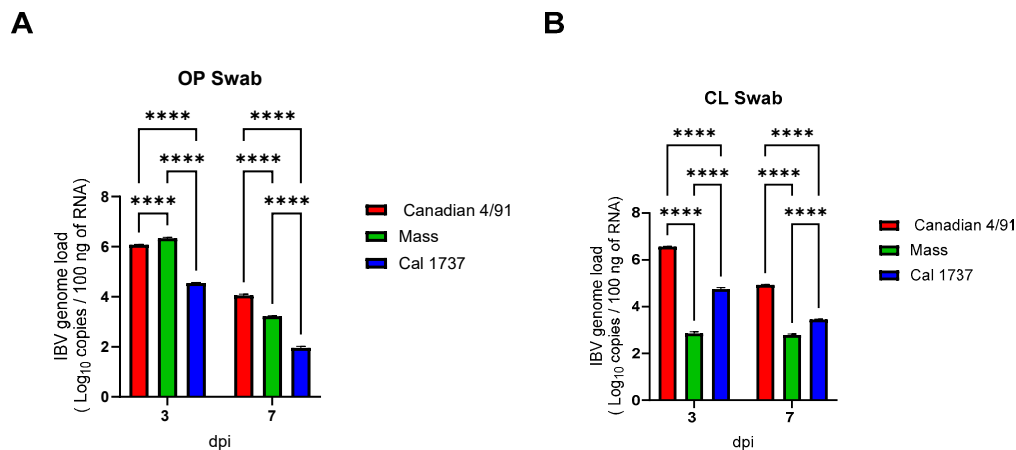 A
OP Swab
****
****
****
****
****
****
IBV genome load
( Log10 copies / 100 ng of RNA)
8
6
4
2
0
3
7
dpi
Canadian 4/91
Mass
Cal 1737
B
CL Swab
****
****
****
****
****
****
IBV genome load
( Log10 copies / 100 ng of RNA)
8
6
4
2
0
3
7
dpi
Canadian 4/91
Mass
Cal 1737